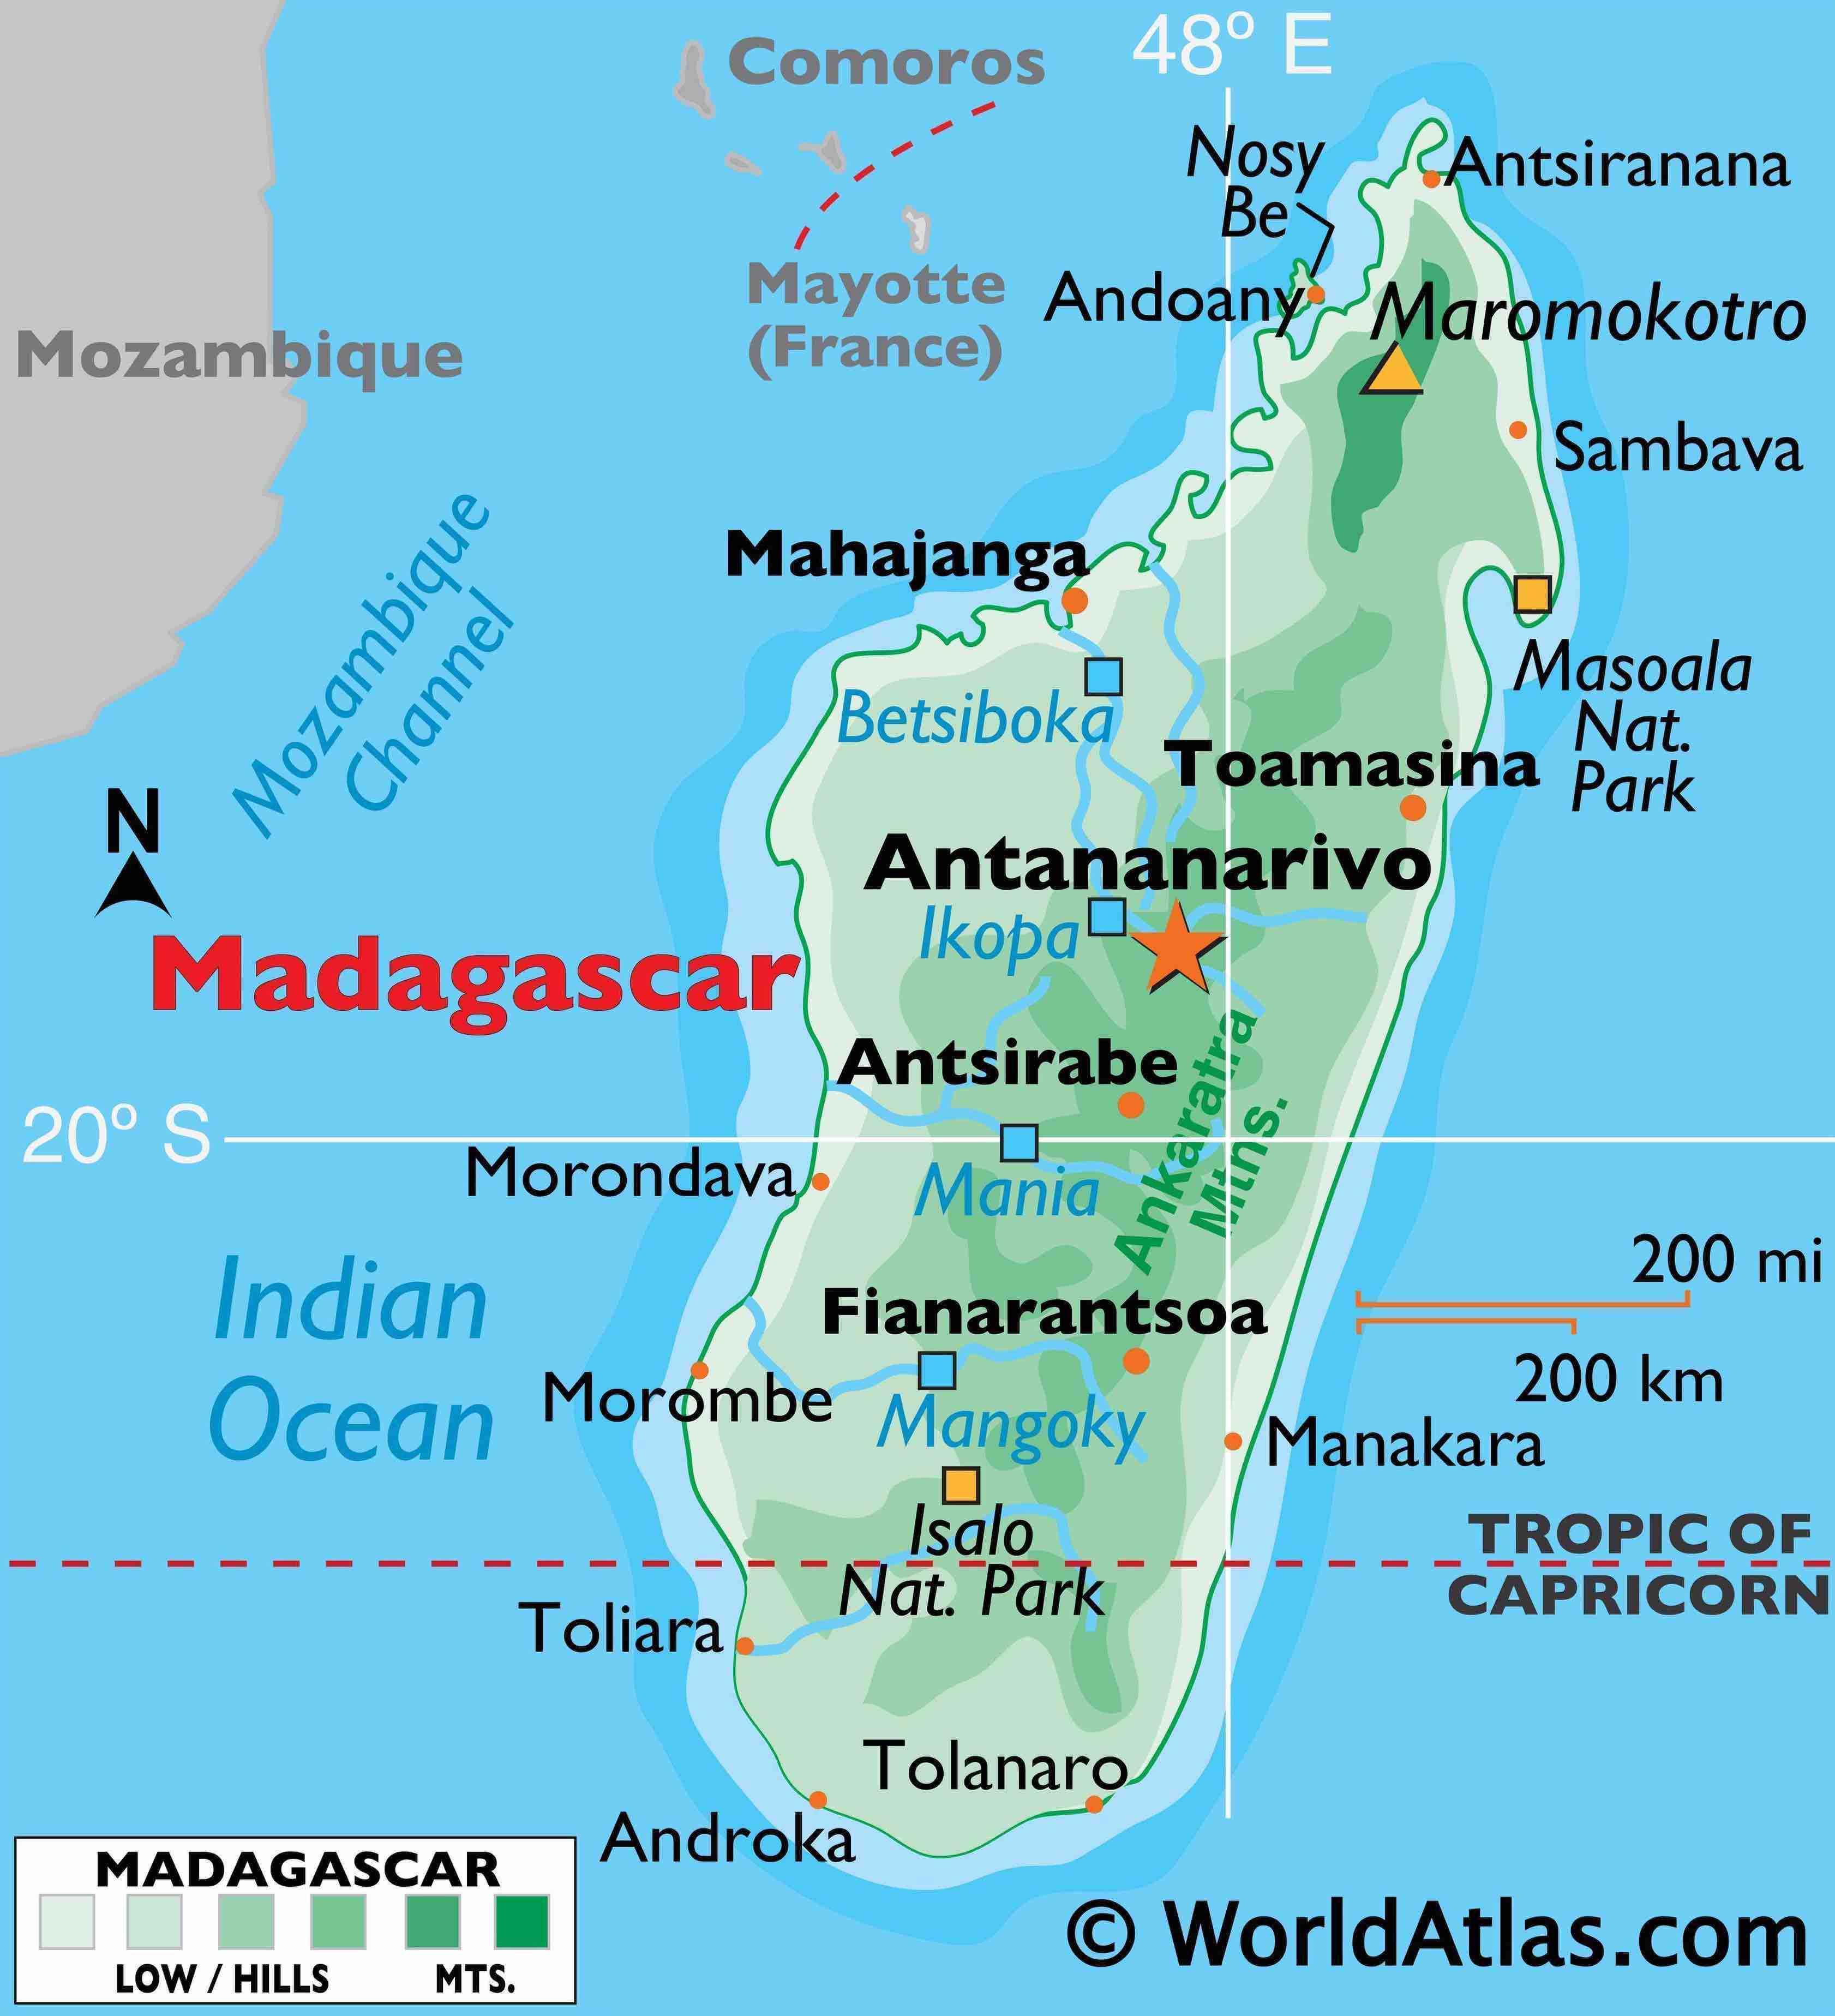 48º E
Comoros
Nosy
Be
Antsiranana
Mayotte
(France)
Andoany
Maromokotro
Mozambique
Sambava
Mozambique
Channel
Mahajanga
Masoala
Nat.
Park
Betsiboka
Toamasina
N
Antananarivo
Ikopa
Madagascar
Antsirabe
Ankaratra
Mtns.
20º S
Morondava
Mania
Indian
Ocean
200 mi
200 km
Fianarantsoa
Morombe
Mangoky
Manakara
Isalo
Nat. Park
TROPIC OF
CAPRICORN
Toliara
Tolanaro
Androka
MADAGASCAR
LOW / HILLS
MTS.
© WorldAtlas.com